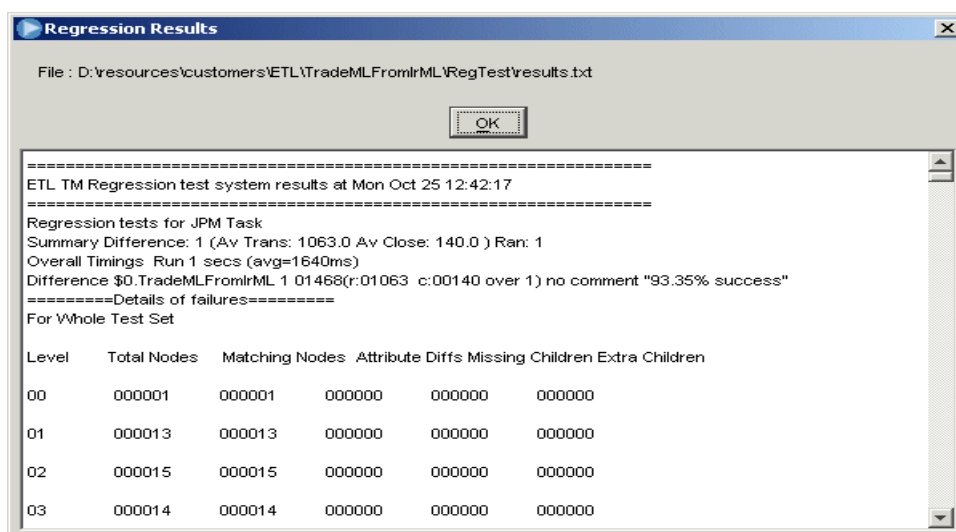 Regression Results
File : D:\resources\customers\ETL\TradeMLFromIrML\RegTest\results.txt
OK
=================================================================
ETL TM Regression test system results at Mon Oct 25 12:42:17
=================================================================
Regression tests for JPM Task
Summary Difference: 1 (Av Trans: 1063.0 Av Close: 140.0 ) Ran: 1
Overall Timings  Run 1 secs (avg=1640ms)
Difference $0.TradeMLFromIrML 1 01468(r:01063  c:00140 over 1) no comment "93.35% success"
=========Details of failures=========
For Whole Test Set
Level Total Nodes Matching Nodes Attribute Diffs Missing Children Extra Children
00 000001 000001 000000 000000 000000
01 000013 000013 000000 000000 000000
02 000015 000015 000000 000000 000000
03 000014 000014 000000 000000 000000